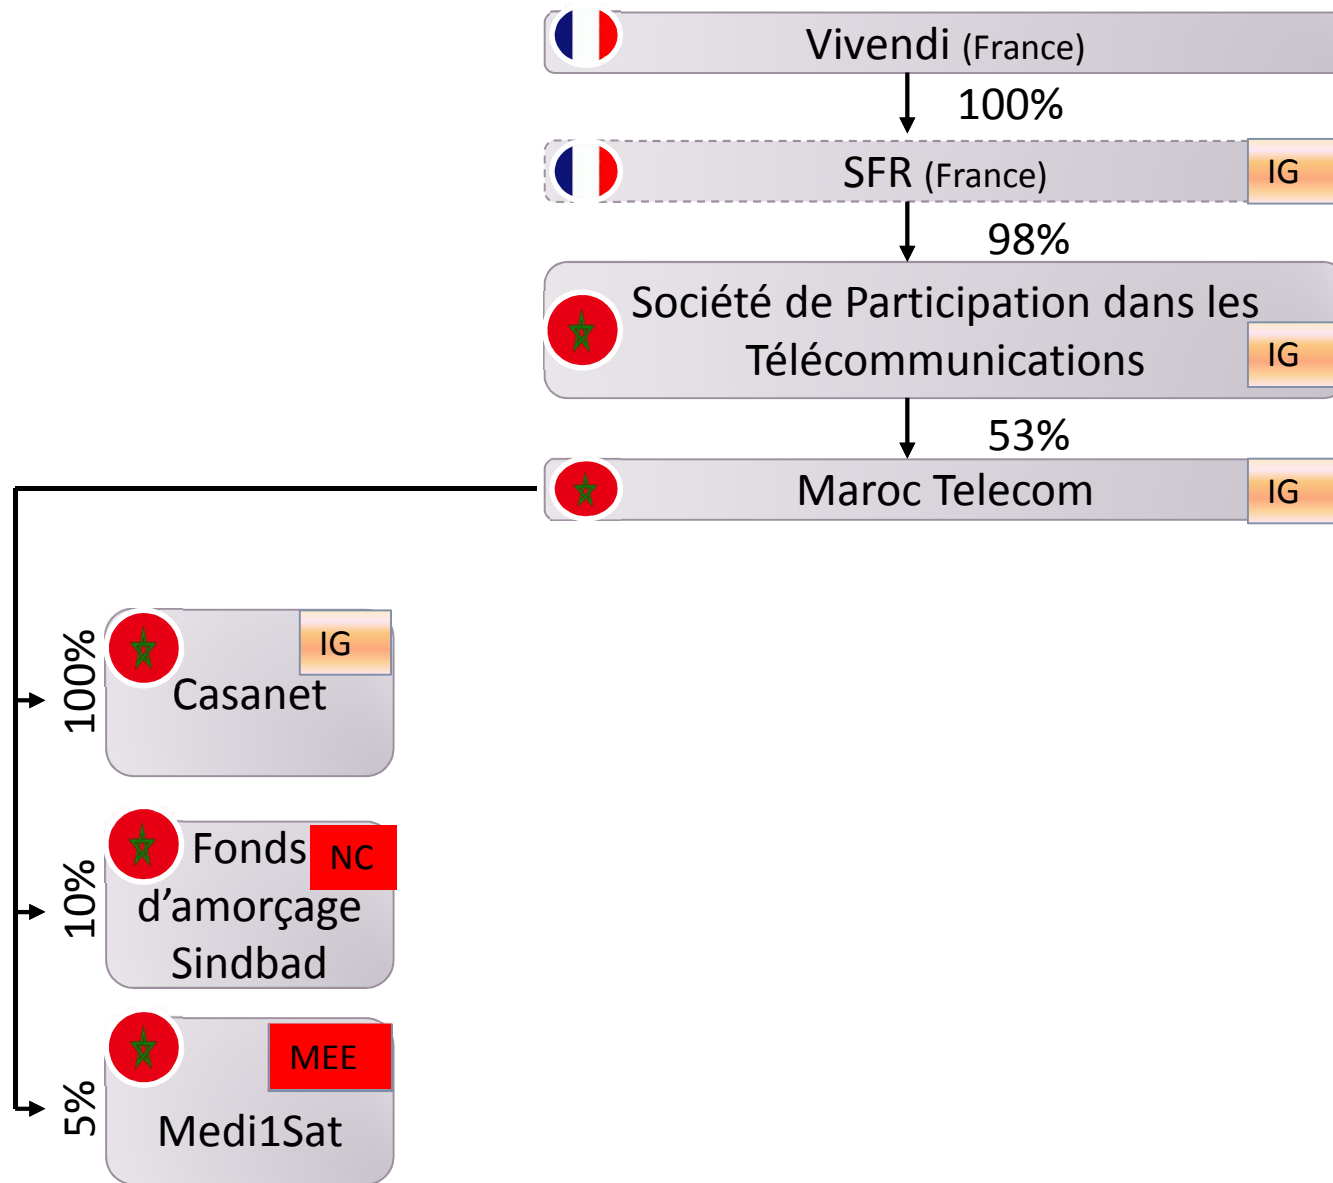 Vivendi (France)
100%
SFR (France)
IG
98%
Société de Participation dans les
Télécommunications
IG
53%
Maroc Telecom
IG
100%
IG
Casanet
10%
Fonds
NC
d’amorçage
Sindbad
5%
MEE
Medi1Sat